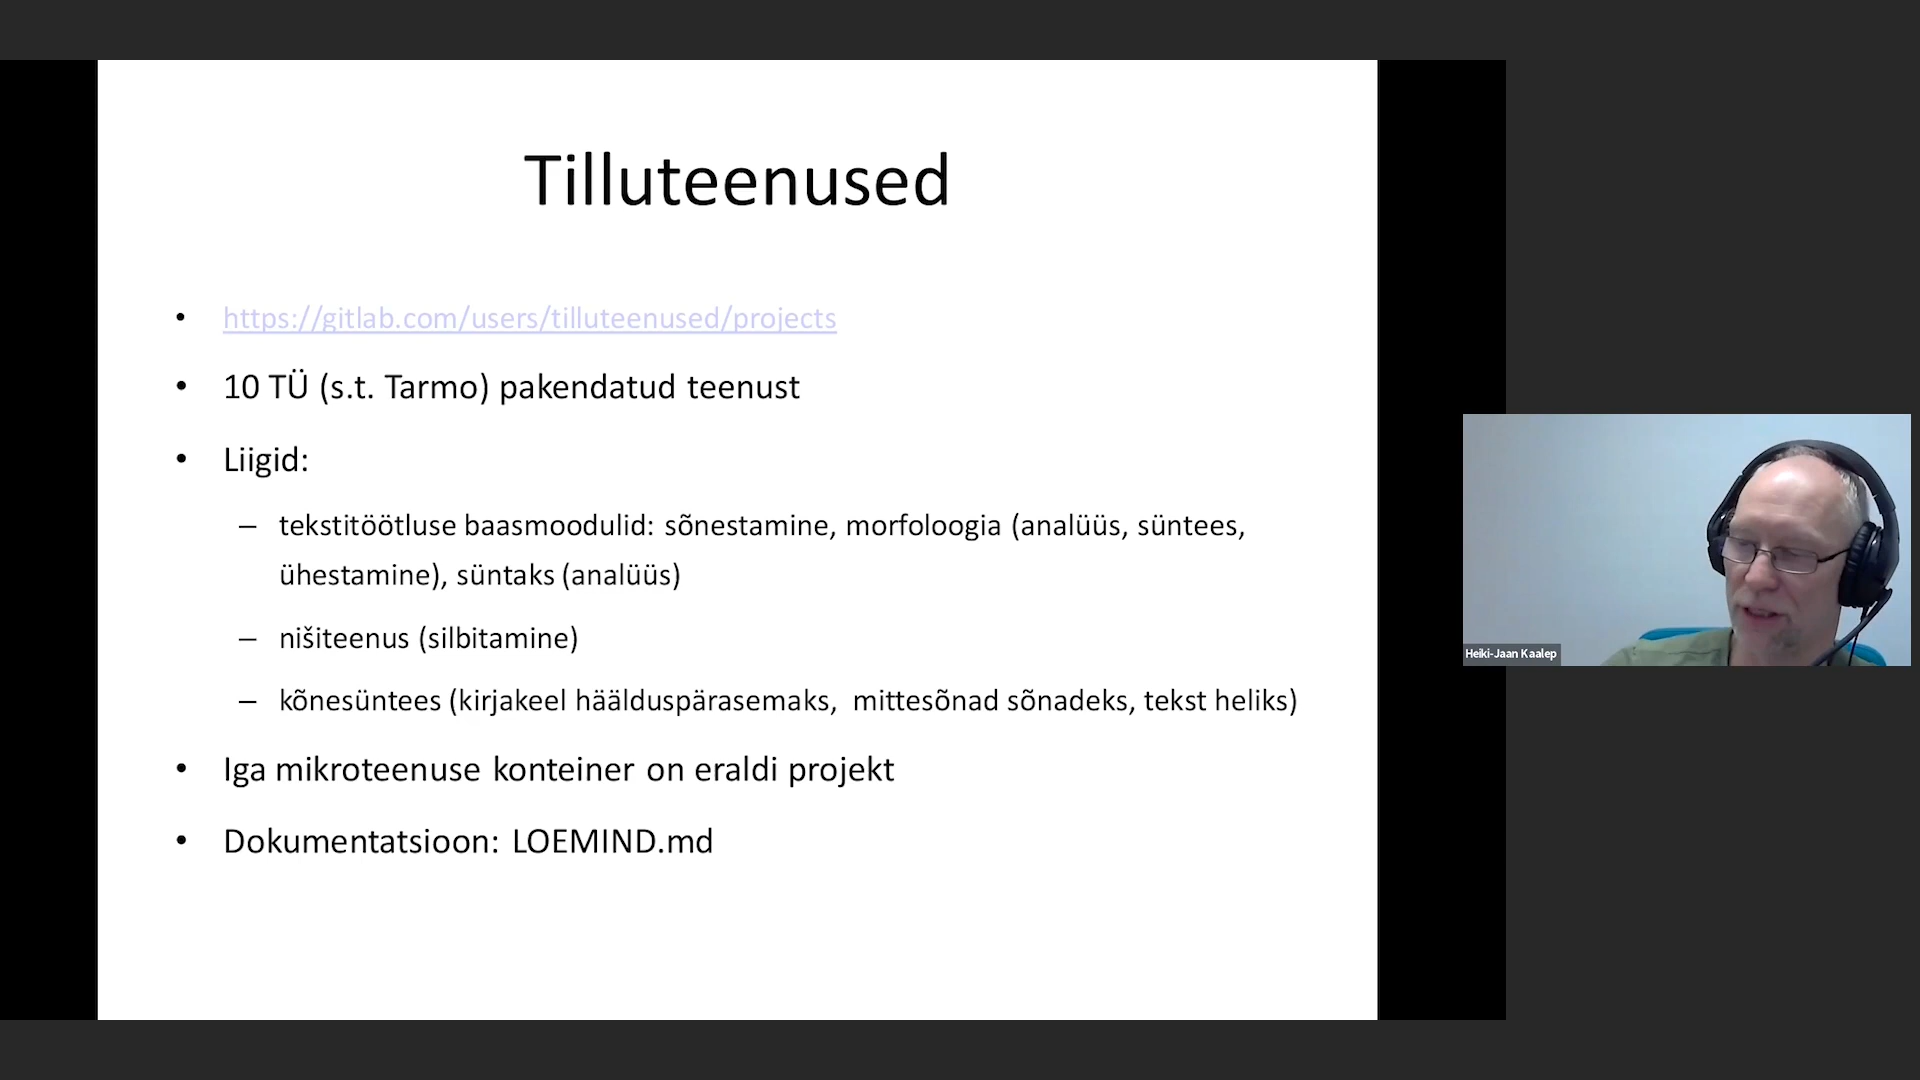 Tilluteenused
• https://gitlab.com/users/tilluteenused/projects
• 10 TÜ (s.t. Tarmo) pakendatud teenust
• Liigid:
– tekstitöötluse baasmoodulid: sõnestamine, morfoloogia (analüüs, süntees,
ühestamine), süntaks (analüüs)
– nišiteenus (silbitamine)
– kõnesüntees (kirjakeel häälduspärasemaks, mittesõnad sõnadeks, tekst heliks)
• Iga mikroteenuse konteiner on eraldi projekt
• Dokumentatsioon: LOEMIND.md
Heiki-Jaan Kaalep